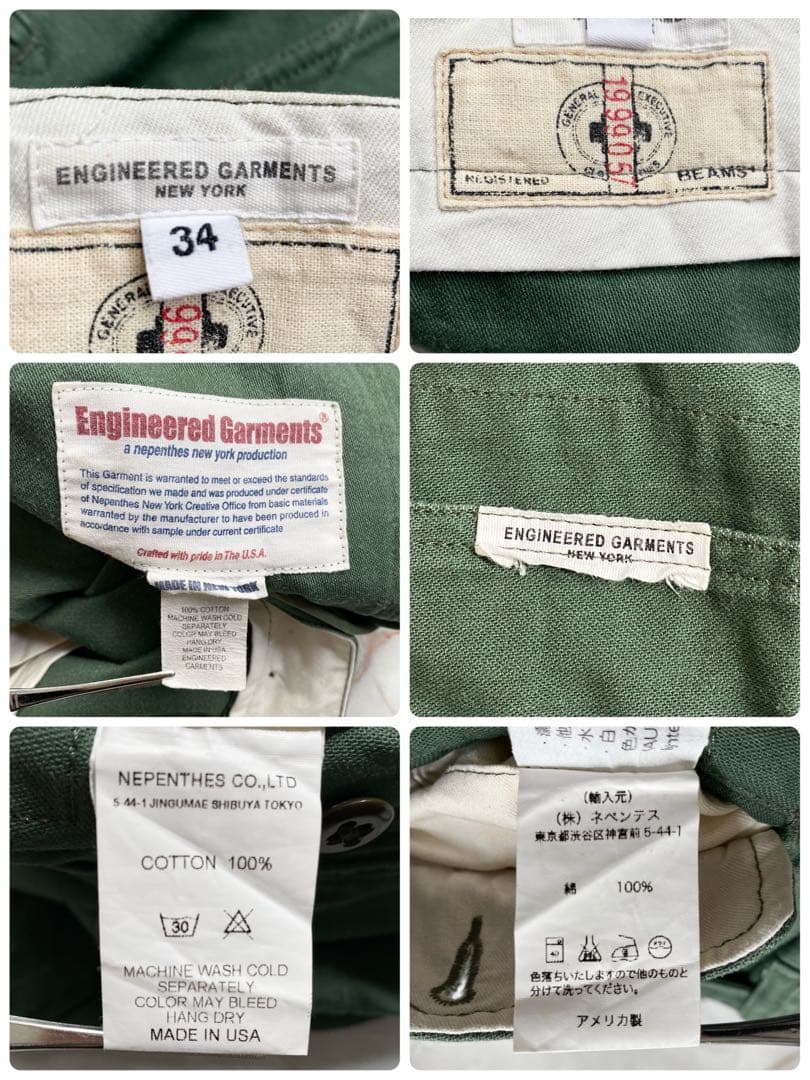 ENGINEERED GARMENTS
NEW YORK
34
GENERAL EXECUTIVE
GENERAL EXECUTIVE
1999057
REGISTERED
BEAMS+
Engineered Garments®
a nepenthes new york production
This Garment is warranted to meet or exceed the standards
of specification we made and was produced under certificate
of Nepenthes New York Creative Office from basic materials
warranted by the manufacturer to have been produced in
accordance with sample under current certificate
Crafted with pride in The U.S.A.
MADE IN NEW YORK
100% COTTON
MACHINE WASH COLD
SEPARATELY
COLOR MAY BLEED
HANG DRY
MADE IN USA
ENGINEERED
GARMENTS
ENGINEERED GARMENTS
NEW YORK
NEPENTHES CO.,LTD
5-44-1 JINGUMAE SHIBUYA TOKYO
COTTON 100%
30
MACHINE WASH COLD
SEPARATELY
COLOR MAY BLEED
HANG DRY
MADE IN USA
(輸入元)
(株) ネペンテス
東京都渋谷区神宮前 5-44-1
綿 100%
色落ちいたしますので他のものと
分けて洗ってください。
アメリカ製